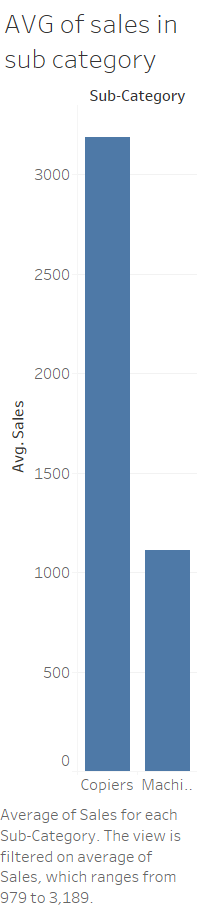 AVG of sales in
sub category
Sub-Category
3000
2500
2000
1500
1000
500
0
Avg. Sales
Copiers Machi..
Average of Sales for each
Sub-Category. The view is
filtered on average of
Sales, which ranges from
979 to 3,189.